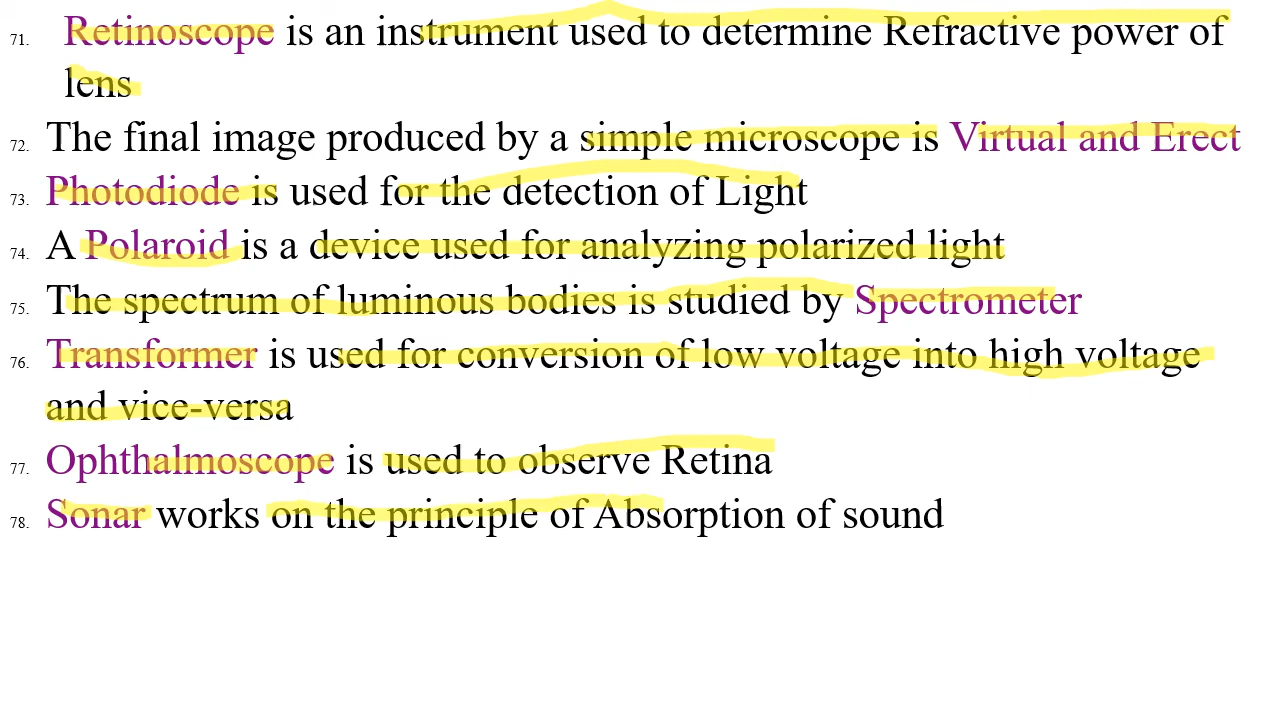 71. Retinoscope is an instrument used to determine Refractive power of
lens
72. The final image produced by a simple microscope is Virtual and Erect
73. Photodiode is used for the detection of Light
74. A Polaroid is a device used for analyzing polarized light
75. The spectrum of luminous bodies is studied by Spectrometer
76. Transformer is used for conversion of low voltage into high voltage
and vice-versa
77. Ophthalmoscope is used to observe Retina
78. Sonar works on the principle of Absorption of sound